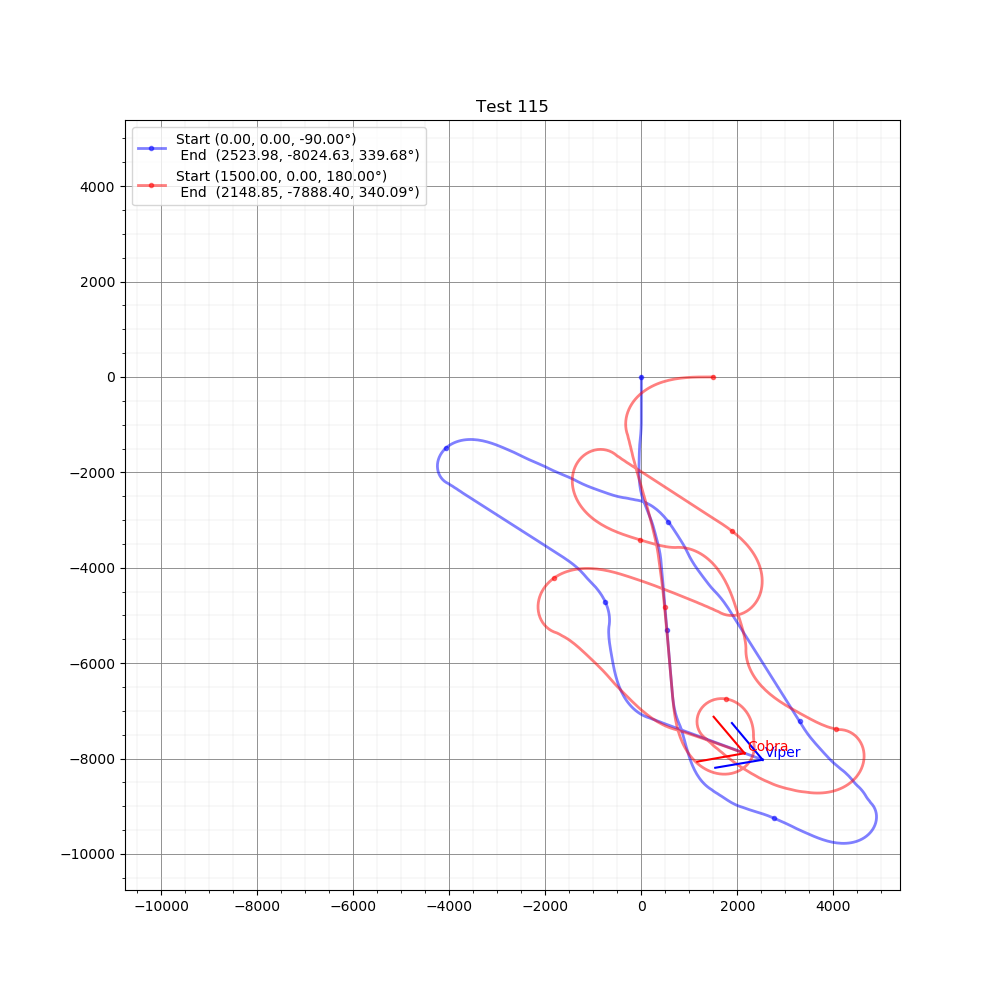 Test 115
Start (0.00, 0.00, -90.00°)
End (2523.98, -8024.63, 339.68°)
Start (1500.00, 0.00, 180.00°)
End (2148.85, -7888.40, 340.09°)
4000
2000
0
−2000
−4000
−6000
−8000
−10000
Cobra
Viper
−10000 −8000 −6000 −4000 −2000 0 2000 4000